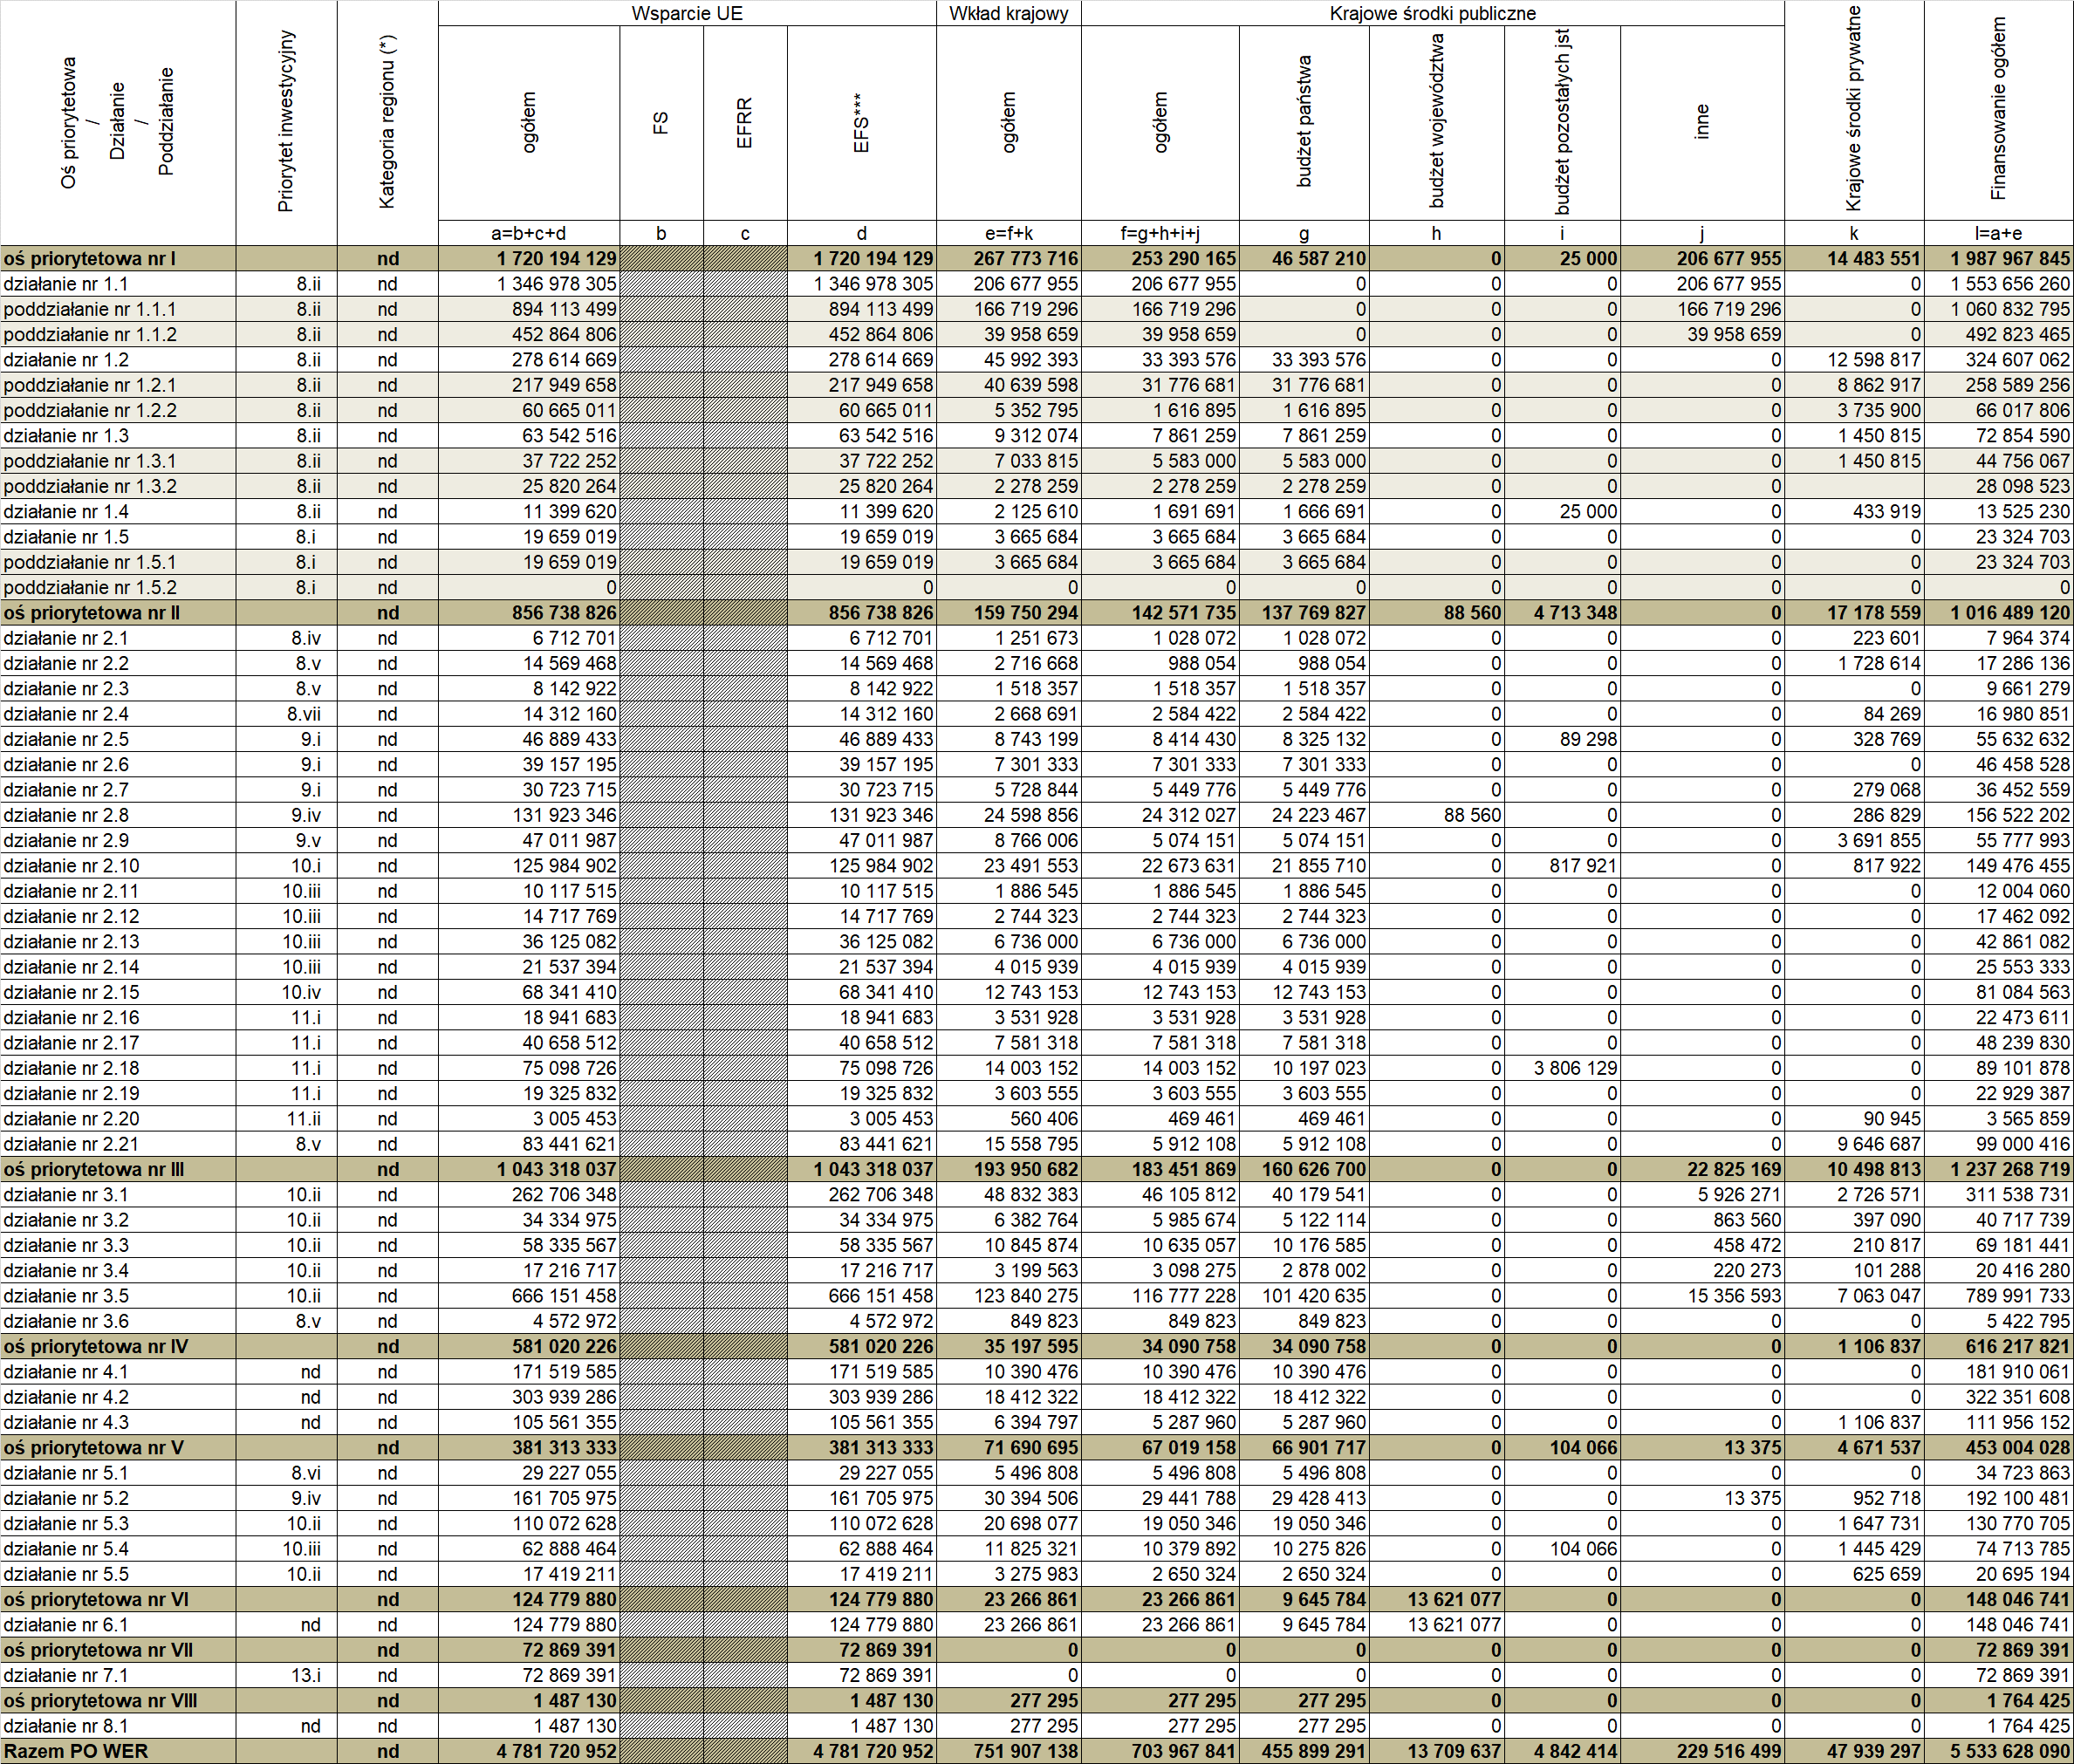 Oś priorytetowa / Działanie / Poddziałanie
Priorytet inwestycyjny
Kategoria regionu (*)
Wsparcie UE
Wkład krajowy
Krajowe środki publiczne
Krajowe środki prywatne
Finansowanie ogółem
ogółem FS EFRR EFS*** ogółem ogółem budżet państwa budżet województwa budżet pozostałych jst inne
a=b+c+d b c d e=f+k f=g+h+i+j g h i j k l=a+e
oś priorytetowa nr I nd 1 720 194 129 1 720 194 129 267 773 716 253 290 165 46 587 210 0 25 000 206 677 955 14 483 551 1 987 967 845
działanie nr 1.1 8.ii nd 1 346 978 305 1 346 978 305 206 677 955 206 677 955 0 0 0 206 677 955 0 1 553 656 260
poddziałanie nr 1.1.1 8.ii nd 894 113 499 894 113 499 166 719 296 166 719 296 0 0 0 166 719 296 0 1 060 832 795
poddziałanie nr 1.1.2 8.ii nd 452 864 806 452 864 806 39 958 659 39 958 659 0 0 0 39 958 659 0 492 823 465
działanie nr 1.2 8.ii nd 278 614 669 278 614 669 45 992 393 33 393 576 33 393 576 0 0 0 12 598 817 324 607 062
poddziałanie nr 1.2.1 8.ii nd 217 949 658 217 949 658 40 639 598 31 776 681 31 776 681 0 0 0 8 862 917 258 589 256
poddziałanie nr 1.2.2 8.ii nd 60 665 011 60 665 011 5 352 795 1 616 895 1 616 895 0 0 0 3 735 900 66 017 806
działanie nr 1.3 8.ii nd 63 542 516 63 542 516 9 312 074 7 861 259 7 861 259 0 0 0 1 450 815 72 854 590
poddziałanie nr 1.3.1 8.ii nd 37 722 252 37 722 252 7 033 815 5 583 000 5 583 000 0 0 0 1 450 815 44 756 067
poddziałanie nr 1.3.2 8.ii nd 25 820 264 25 820 264 2 278 259 2 278 259 2 278 259 0 0 0 28 098 523
działanie nr 1.4 8.ii nd 11 399 620 11 399 620 2 125 610 1 691 691 1 666 691 0 25 000 0 433 919 13 525 230
działanie nr 1.5 8.i nd 19 659 019 19 659 019 3 665 684 3 665 684 3 665 684 0 0 0 0 23 324 703
poddziałanie nr 1.5.1 8.i nd 19 659 019 19 659 019 3 665 684 3 665 684 3 665 684 0 0 0 0 23 324 703
poddziałanie nr 1.5.2 8.i nd 0 0 0 0 0 0 0 0 0 0
oś priorytetowa nr II nd 856 738 826 856 738 826 159 750 294 142 571 735 137 769 827 88 560 4 713 348 0 17 178 559 1 016 489 120
działanie nr 2.1 8.iv nd 6 712 701 6 712 701 1 251 673 1 028 072 1 028 072 0 0 0 223 601 7 964 374
działanie nr 2.2 8.v nd 14 569 468 14 569 468 2 716 668 988 054 988 054 0 0 0 1 728 614 17 286 136
działanie nr 2.3 8.v nd 8 142 922 8 142 922 1 518 357 1 518 357 1 518 357 0 0 0 0 9 661 279
działanie nr 2.4 8.vii nd 14 312 160 14 312 160 2 668 691 2 584 422 2 584 422 0 0 0 84 269 16 980 851
działanie nr 2.5 9.i nd 46 889 433 46 889 433 8 743 199 8 414 430 8 325 132 0 89 298 0 328 769 55 632 632
działanie nr 2.6 9.i nd 39 157 195 39 157 195 7 301 333 7 301 333 7 301 333 0 0 0 0 46 458 528
działanie nr 2.7 9.i nd 30 723 715 30 723 715 5 728 844 5 449 776 5 449 776 0 0 0 279 068 36 452 559
działanie nr 2.8 9.iv nd 131 923 346 131 923 346 24 598 856 24 312 027 24 223 467 88 560 0 0 286 829 156 522 202
działanie nr 2.9 9.v nd 47 011 987 47 011 987 8 766 006 5 074 151 5 074 151 0 0 0 3 691 855 55 777 993
działanie nr 2.10 10.i nd 125 984 902 125 984 902 23 491 553 22 673 631 21 855 710 0 817 921 0 817 922 149 476 455
działanie nr 2.11 10.iii nd 10 117 515 10 117 515 1 886 545 1 886 545 1 886 545 0 0 0 0 12 004 060
działanie nr 2.12 10.iii nd 14 717 769 14 717 769 2 744 323 2 744 323 2 744 323 0 0 0 0 17 462 092
działanie nr 2.13 10.iii nd 36 125 082 36 125 082 6 736 000 6 736 000 6 736 000 0 0 0 0 42 861 082
działanie nr 2.14 10.iii nd 21 537 394 21 537 394 4 015 939 4 015 939 4 015 939 0 0 0 0 25 553 333
działanie nr 2.15 10.iv nd 68 341 410 68 341 410 12 743 153 12 743 153 12 743 153 0 0 0 0 81 084 563
działanie nr 2.16 11.i nd 18 941 683 18 941 683 3 531 928 3 531 928 3 531 928 0 0 0 0 22 473 611
działanie nr 2.17 11.i nd 40 658 512 40 658 512 7 581 318 7 581 318 7 581 318 0 0 0 0 48 239 830
działanie nr 2.18 11.i nd 75 098 726 75 098 726 14 003 152 14 003 152 10 197 023 0 3 806 129 0 0 89 101 878
działanie nr 2.19 11.i nd 19 325 832 19 325 832 3 603 555 3 603 555 3 603 555 0 0 0 0 22 929 387
działanie nr 2.20 11.ii nd 3 005 453 3 005 453 560 406 469 461 469 461 0 0 0 90 945 3 565 859
działanie nr 2.21 8.v nd 83 441 621 83 441 621 15 558 795 5 912 108 5 912 108 0 0 0 9 646 687 99 000 416
oś priorytetowa nr III nd 1 043 318 037 1 043 318 037 193 950 682 183 451 869 160 626 700 0 0 22 825 169 10 498 813 1 237 268 719
działanie nr 3.1 10.ii nd 262 706 348 262 706 348 48 832 383 46 105 812 40 179 541 0 0 5 926 271 2 726 571 311 538 731
działanie nr 3.2 10.ii nd 34 334 975 34 334 975 6 382 764 5 985 674 5 122 114 0 0 863 560 397 090 40 717 739
działanie nr 3.3 10.ii nd 58 335 567 58 335 567 10 845 874 10 635 057 10 176 585 0 0 458 472 210 817 69 181 441
działanie nr 3.4 10.ii nd 17 216 717 17 216 717 3 199 563 3 098 275 2 878 002 0 0 220 273 101 288 20 416 280
działanie nr 3.5 10.ii nd 666 151 458 666 151 458 123 840 275 116 777 228 101 420 635 0 0 15 356 593 7 063 047 789 991 733
działanie nr 3.6 8.v nd 4 572 972 4 572 972 849 823 849 823 849 823 0 0 0 0 5 422 795
oś priorytetowa nr IV nd 581 020 226 581 020 226 35 197 595 34 090 758 34 090 758 0 0 0 1 106 837 616 217 821
działanie nr 4.1 nd nd 171 519 585 171 519 585 10 390 476 10 390 476 10 390 476 0 0 0 0 181 910 061
działanie nr 4.2 nd nd 303 939 286 303 939 286 18 412 322 18 412 322 18 412 322 0 0 0 0 322 351 608
działanie nr 4.3 nd nd 105 561 355 105 561 355 6 394 797 5 287 960 5 287 960 0 0 0 1 106 837 111 956 152
oś priorytetowa nr V nd 381 313 333 381 313 333 71 690 695 67 019 158 66 901 717 0 104 066 13 375 4 671 537 453 004 028
działanie nr 5.1 8.vi nd 29 227 055 29 227 055 5 496 808 5 496 808 5 496 808 0 0 0 0 34 723 863
działanie nr 5.2 9.iv nd 161 705 975 161 705 975 30 394 506 29 441 788 29 428 413 0 0 13 375 952 718 192 100 481
działanie nr 5.3 10.ii nd 110 072 628 110 072 628 20 698 077 19 050 346 19 050 346 0 0 0 1 647 731 130 770 705
działanie nr 5.4 10.iii nd 62 888 464 62 888 464 11 825 321 10 379 892 10 275 826 0 104 066 0 1 445 429 74 713 785
działanie nr 5.5 10.ii nd 17 419 211 17 419 211 3 275 983 2 650 324 2 650 324 0 0 0 625 659 20 695 194
oś priorytetowa nr VI nd 124 779 880 124 779 880 23 266 861 23 266 861 9 645 784 13 621 077 0 0 0 148 046 741
działanie nr 6.1 nd nd 124 779 880 124 779 880 23 266 861 23 266 861 9 645 784 13 621 077 0 0 0 148 046 741
oś priorytetowa nr VII nd 72 869 391 72 869 391 0 0 0 0 0 0 0 72 869 391
działanie nr 7.1 13.i nd 72 869 391 72 869 391 0 0 0 0 0 0 0 72 869 391
oś priorytetowa nr VIII nd 1 487 130 1 487 130 277 295 277 295 277 295 0 0 0 0 1 764 425
działanie nr 8.1 nd nd 1 487 130 1 487 130 277 295 277 295 277 295 0 0 0 0 1 764 425
Razem PO WER nd 4 781 720 952 4 781 720 952 751 907 138 703 967 841 455 899 291 13 709 637 4 842 414 229 516 499 47 939 297 5 533 628 090